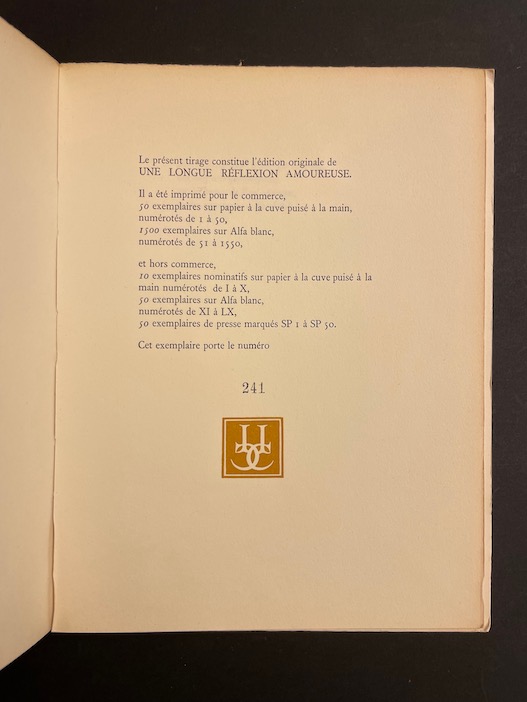 Le présent tirage constitue l'édition originale de
UNE LONGUE RÉFLEXION AMOUREUSE.
Il a été imprimé pour le commerce,
50 exemplaires sur papier à la cuve puisé à la main,
numérotés de 1 à 50,
1500 exemplaires sur Alfa blanc,
numérotés de 51 à 1550,
et hors commerce,
10 exemplaires nominatifs sur papier à la cuve puisé à la
main numérotés de I à X,
50 exemplaires sur Alfa blanc,
numérotés de XI à LX,
50 exemplaires de presse marqués SP 1 à SP 50.
Cet exemplaire porte le numéro
241